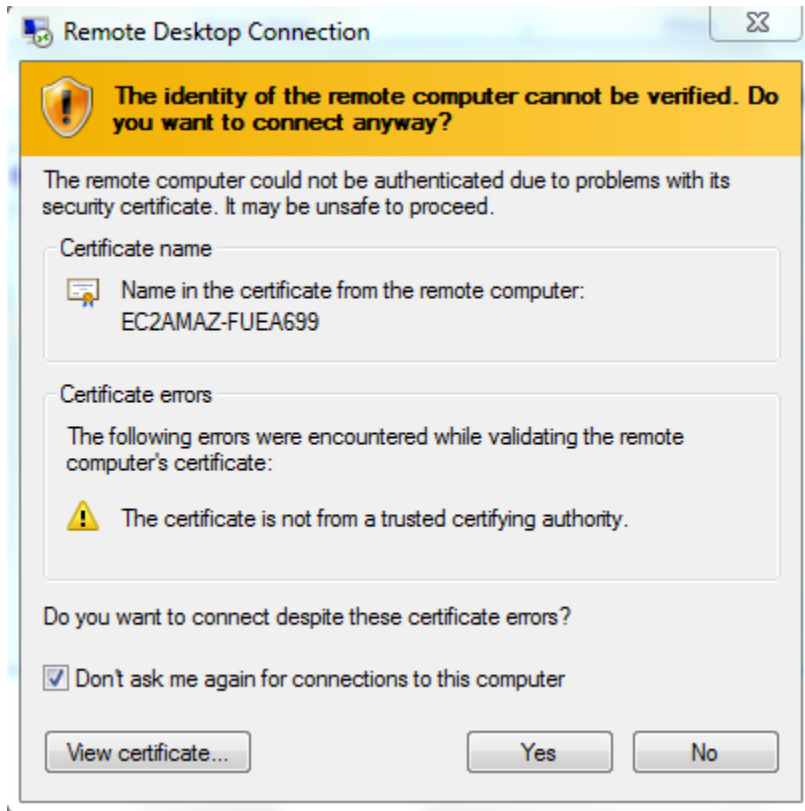 Remote Desktop Connection
The identity of the remote computer cannot be verified. Do
you want to connect anyway?
The remote computer could not be authenticated due to problems with its
security certificate. It may be unsafe to proceed.
Certificate name
Name in the certificate from the remote computer:
EC2AMAZ-FUEA699
Certificate errors
The following errors were encountered while validating the remote
computer's certificate:
The certificate is not from a trusted certifying authority.
Do you want to connect despite these certificate errors?
Don't ask me again for connections to this computer
View certificate...
Yes
No